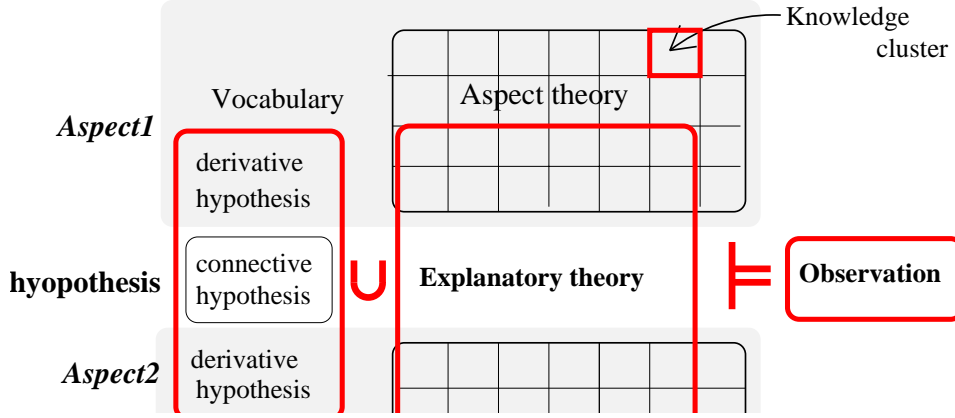 Knowledge
cluster
Vocabulary
Aspect theory
Aspect1
derivative
hypothesis
hyopothesis
connective
hypothesis
∪
Explanatory theory
⊨
Observation
Aspect2
derivative
hypothesis